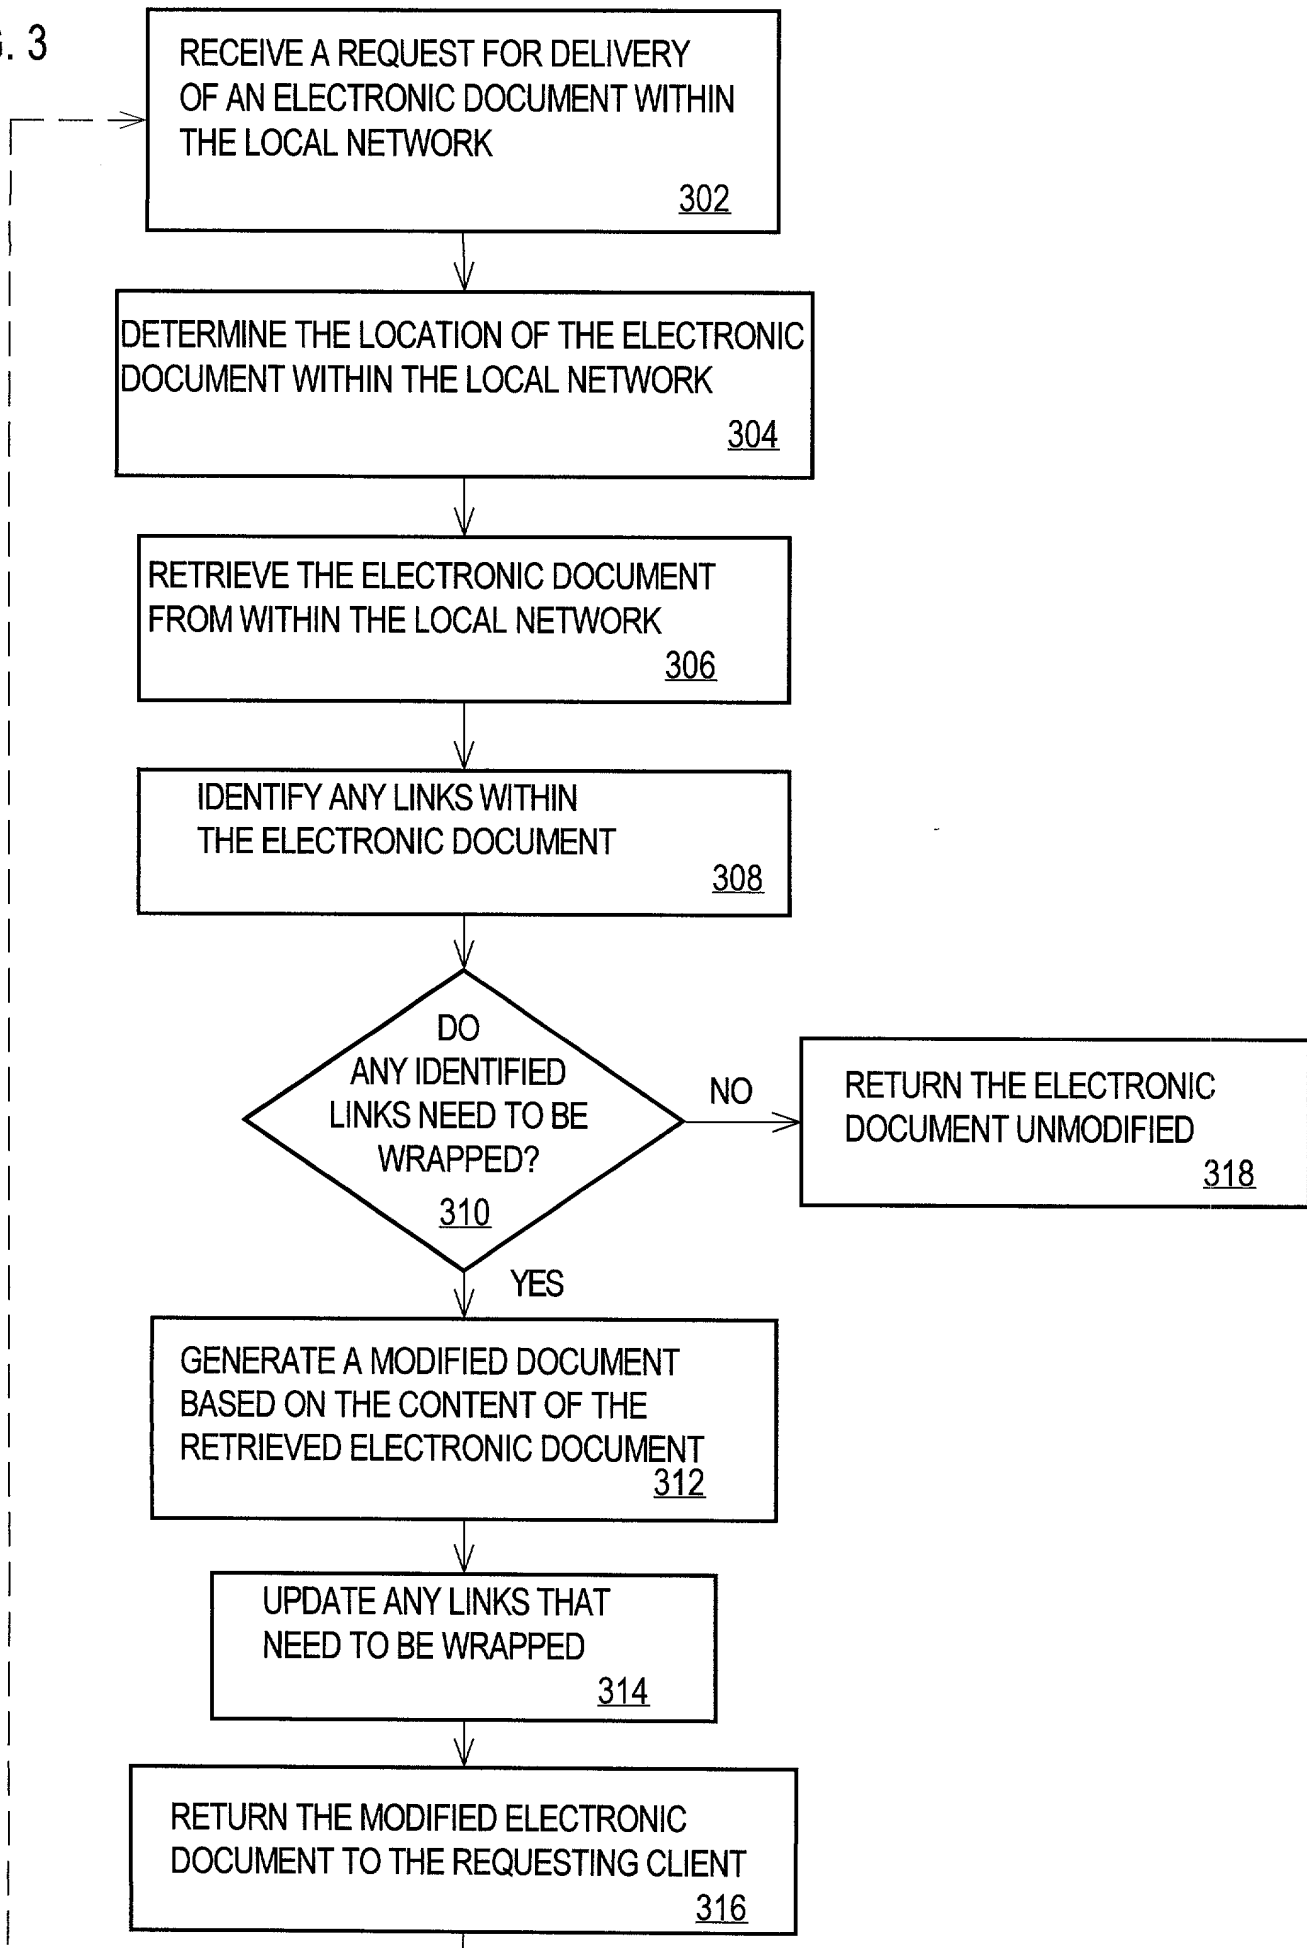 . 3
RECEIVE A REQUEST FOR DELIVERY
OF AN ELECTRONIC DOCUMENT WITHIN
THE LOCAL NETWORK
302
DETERMINE THE LOCATION OF THE ELECTRONIC
DOCUMENT WITHIN THE LOCAL NETWORK
304
RETRIEVE THE ELECTRONIC DOCUMENT
FROM WITHIN THE LOCAL NETWORK
306
IDENTIFY ANY LINKS WITHIN
THE ELECTRONIC DOCUMENT
308
DO
ANY IDENTIFIED
LINKS NEED TO BE
WRAPPED?
310
NO
RETURN THE ELECTRONIC
DOCUMENT UNMODIFIED
318
YES
GENERATE A MODIFIED DOCUMENT
BASED ON THE CONTENT OF THE
RETRIEVED ELECTRONIC DOCUMENT
312
UPDATE ANY LINKS THAT
NEED TO BE WRAPPED
314
RETURN THE MODIFIED ELECTRONIC
DOCUMENT TO THE REQUESTING CLIENT
316